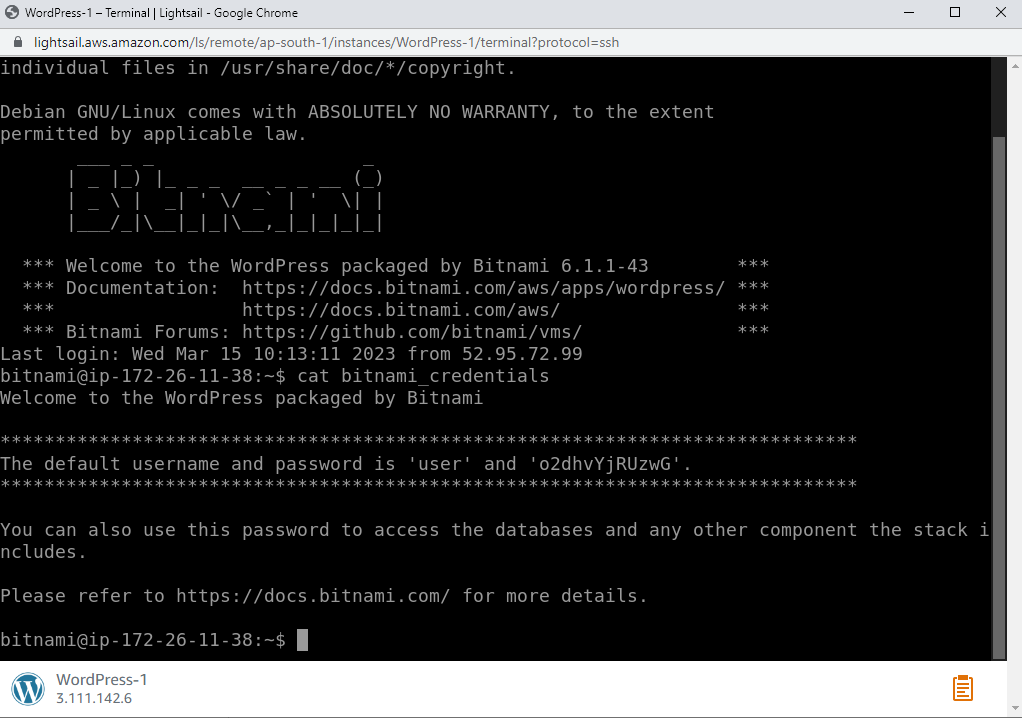 WordPress-1 – Terminal | Lightsail - Google Chrome
lightsail.aws.amazon.com/ls/remote/ap-south-1/instances/WordPress-1/terminal?protocol=ssh
individual files in /usr/share/doc/*/copyright.
Debian GNU/Linux comes with ABSOLUTELY NO WARRANTY, to the extent
permitted by applicable law.
       ___ _ _                   _
      | _ |_) |_ _ _  __ _ _ __ (_)
      | _ \ |  _| ' \/ _` | '  \| |
      |___/_|\__|_|_|\__,_|_|_|_|_|
  *** Welcome to the WordPress packaged by Bitnami 6.1.1-43        ***
  *** Documentation:  https://docs.bitnami.com/aws/apps/wordpress/ ***
  ***                 https://docs.bitnami.com/aws/                ***
  *** Bitnami Forums: https://github.com/bitnami/vms/              ***
Last login: Wed Mar 15 10:13:11 2023 from 52.95.72.99
bitnami@ip-172-26-11-38:~$ cat bitnami_credentials
Welcome to the WordPress packaged by Bitnami
******************************************************************************
The default username and password is 'user' and 'o2dhvYjRUzwG'.
******************************************************************************
You can also use this password to access the databases and any other component the stack i
ncludes.
Please refer to https://docs.bitnami.com/ for more details.
bitnami@ip-172-26-11-38:~$
WordPress-1
3.111.142.6